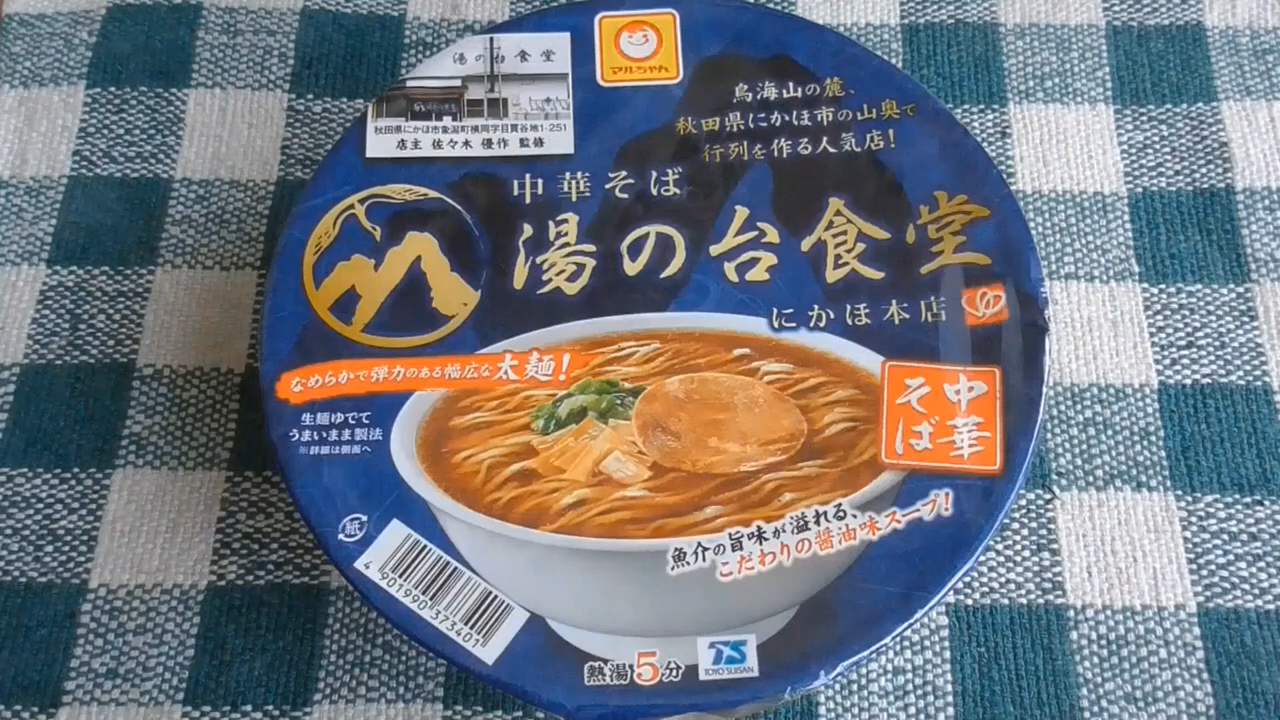 マルちゃん
湯の台食堂
秋田県にかほ市象潟町横岡字目貫谷地1-251
店主 佐々木 優作 監修
鳥海山の麓、
秋田県にかほ市の山奥で
行列を作る人気店!
中華そば
湯の台食堂
にかほ本店
なめらかで弾力のある幅広な太麺!
生麺ゆでて
うまいまま製法
※詳細は側面へ
中華
そば
魚介の旨味が溢れる、
こだわりの醤油味スープ!
紙
4 901990 373401
熱湯5分
TS
TOYO SUISAN